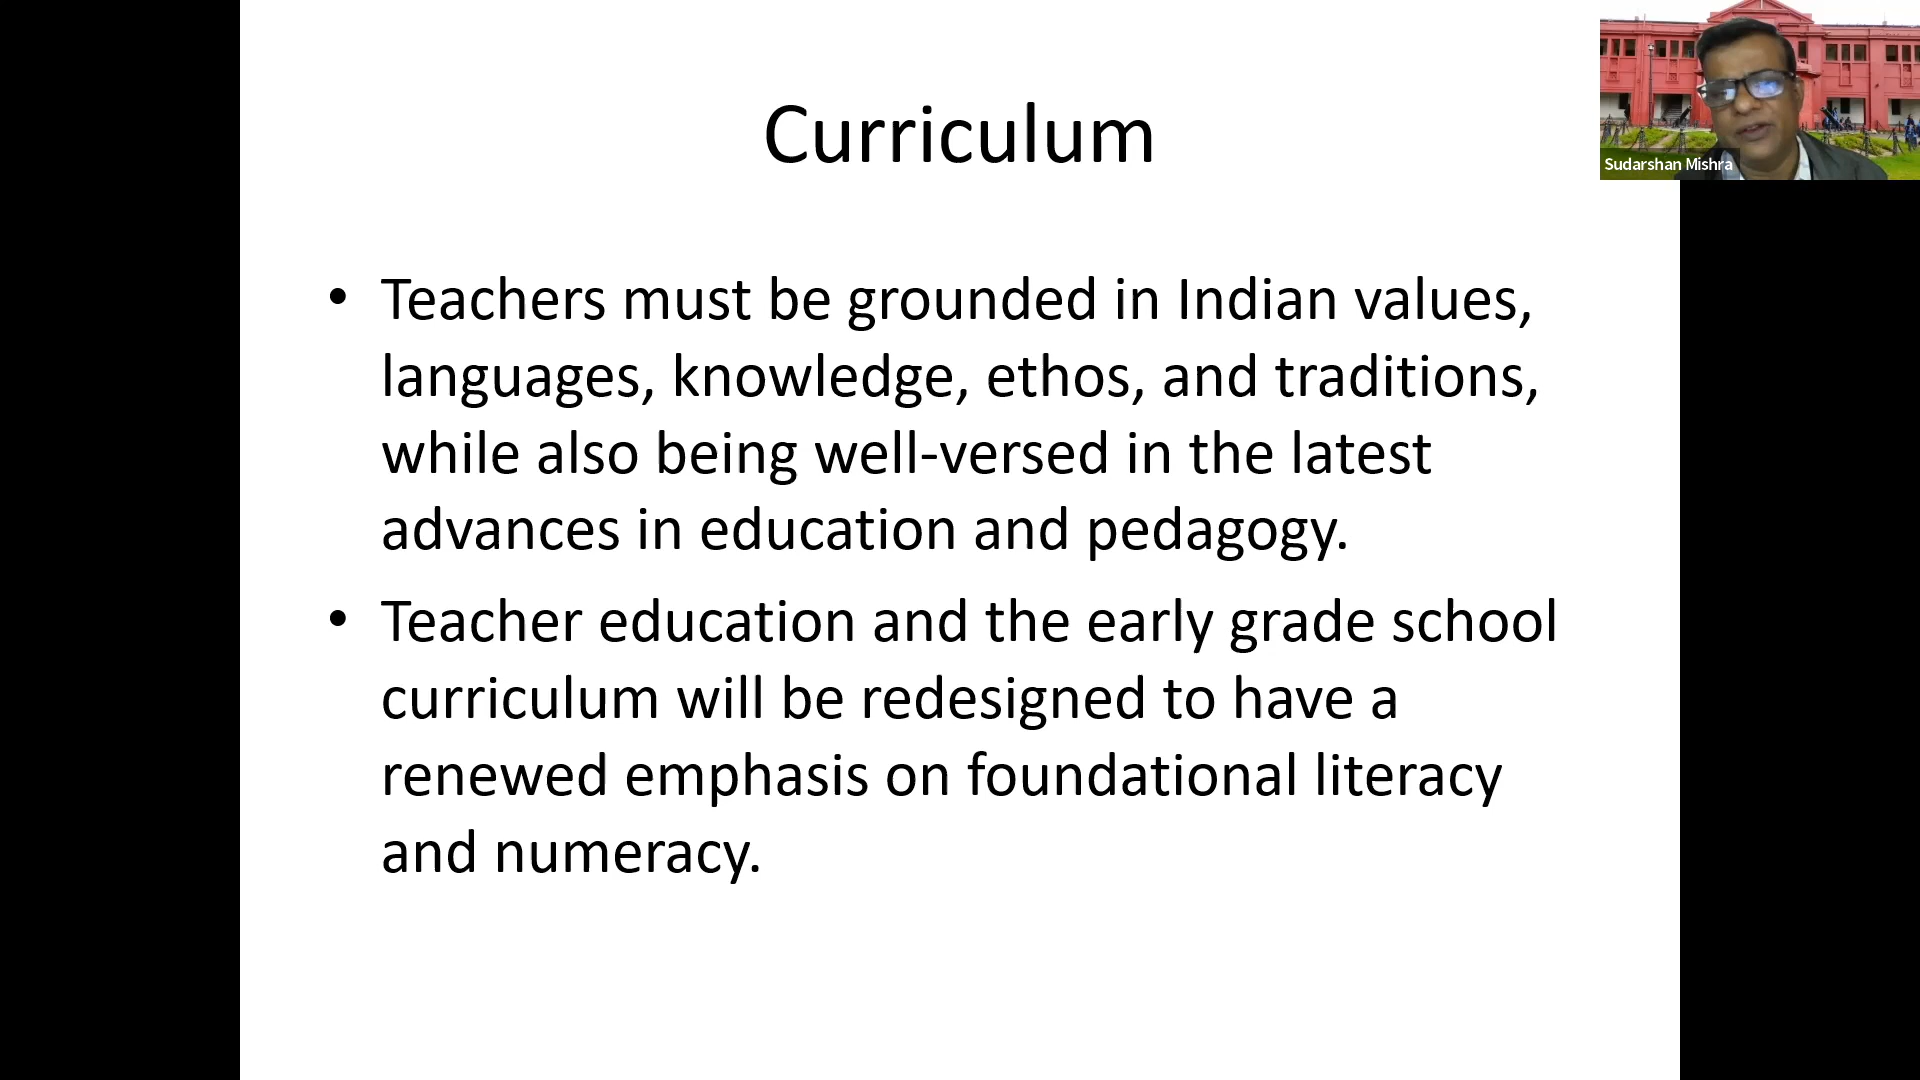 Curriculum
Sudarshan Mishra
• Teachers must be grounded in Indian values,
languages, knowledge, ethos, and traditions,
while also being well-versed in the latest
advances in education and pedagogy.
• Teacher education and the early grade school
curriculum will be redesigned to have a
renewed emphasis on foundational literacy
and numeracy.